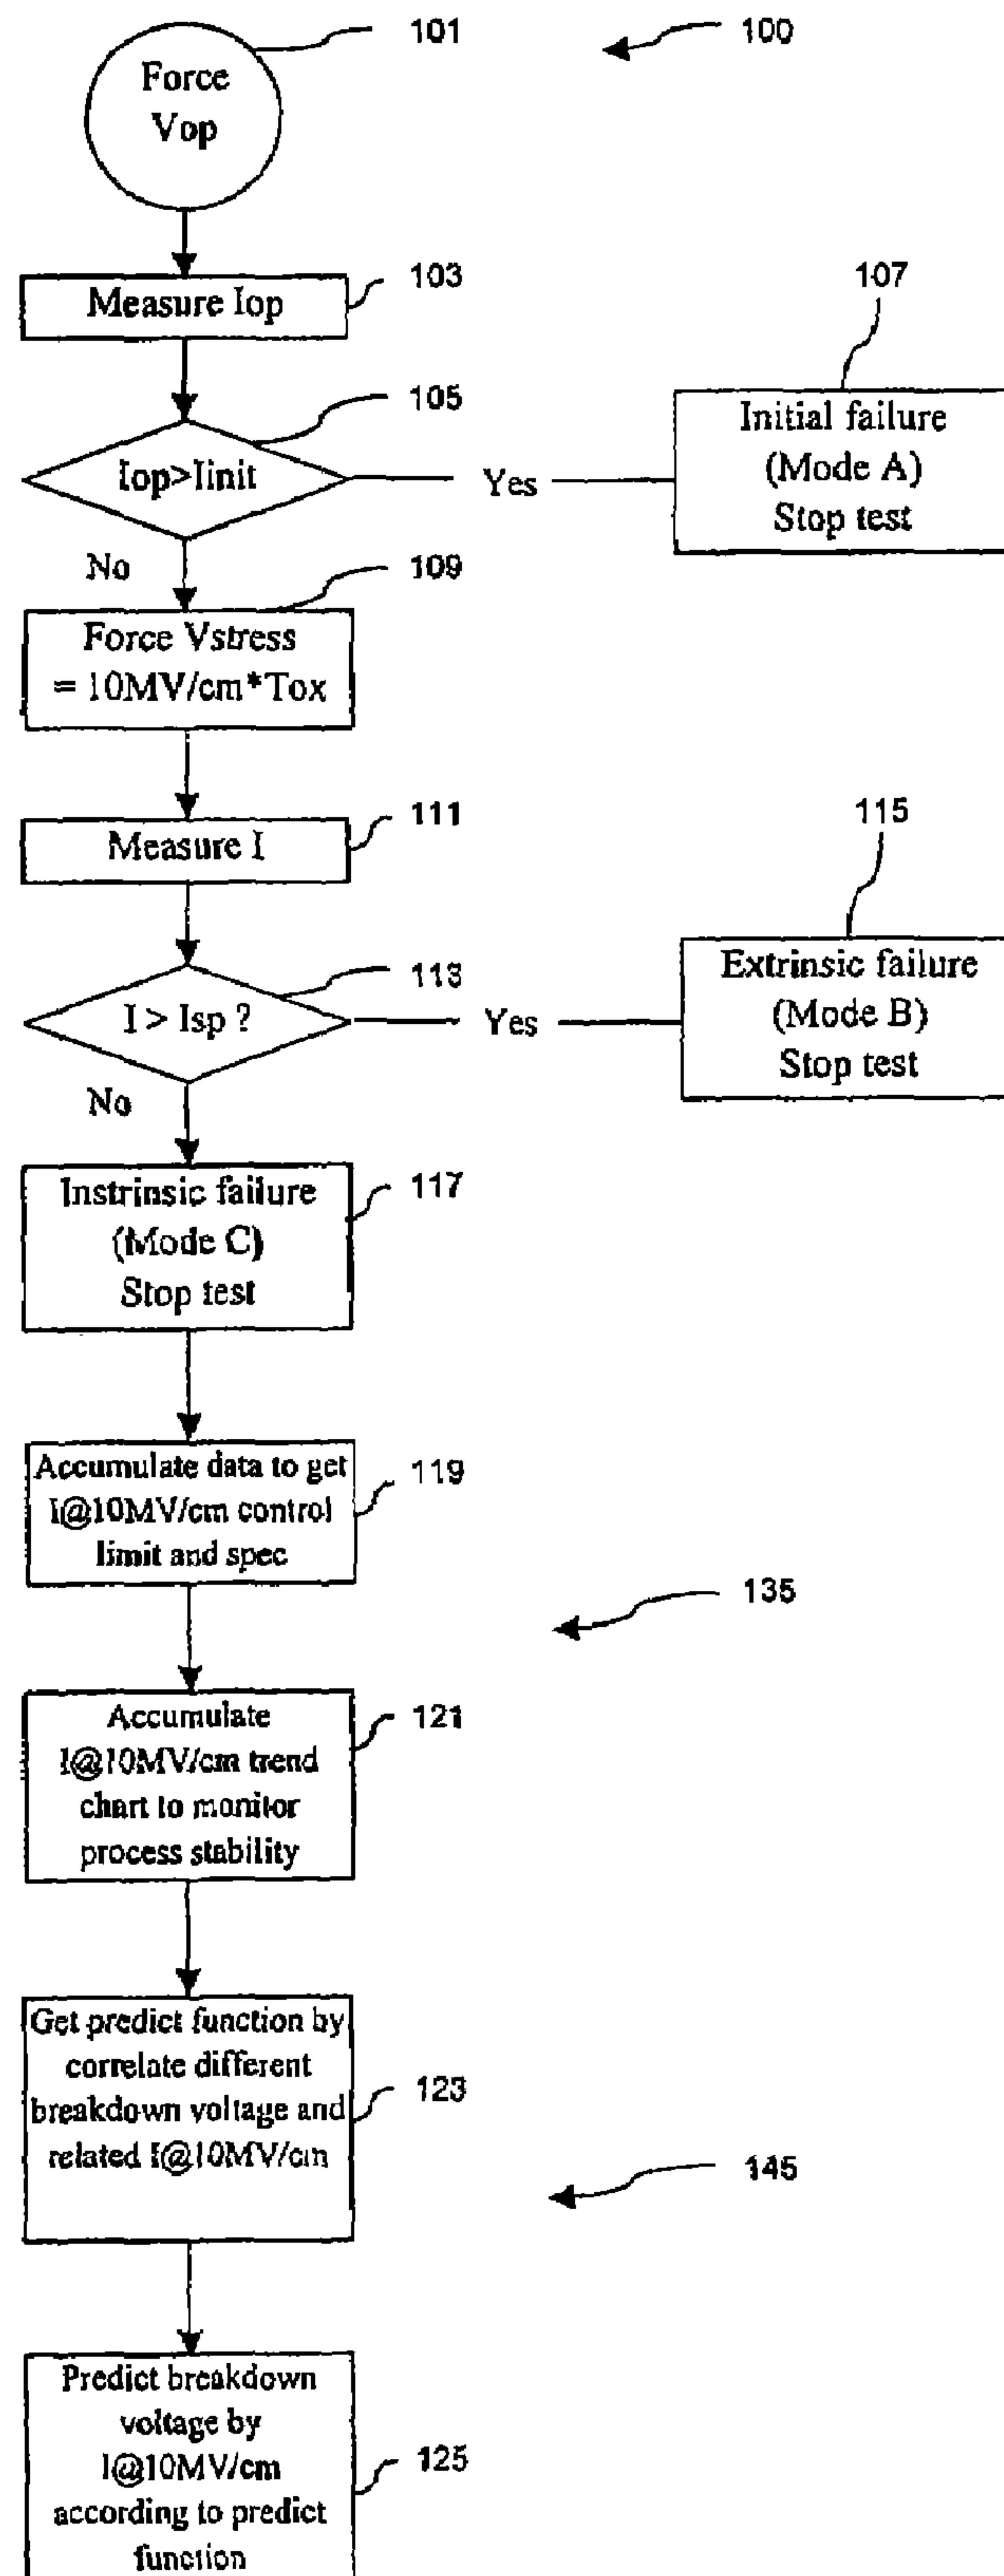 101
100
Force
Vop
103
Measure Iop
107
105
Initial failure
(Mode A)
Stop test
Iop>Iinit
Yes
No
109
Force Vstress
= 10MV/cm*Tox
111
Measure I
115
113
Extrinsic failure
(Mode B)
Stop test
I > Isp ?
Yes
No
117
Instrinsic failure
(Mode C)
Stop test
119
Accumulate data to get
I@10MV/cm control
limit and spec
135
121
Accumulate
I@10MV/cm trend
chart to monitor
process stability
123
Get predict function by
correlate different
breakdown voltage and
related I@10MV/cm
145
125
Predict breakdown
voltage by
I@10MV/cm
according to predict
function